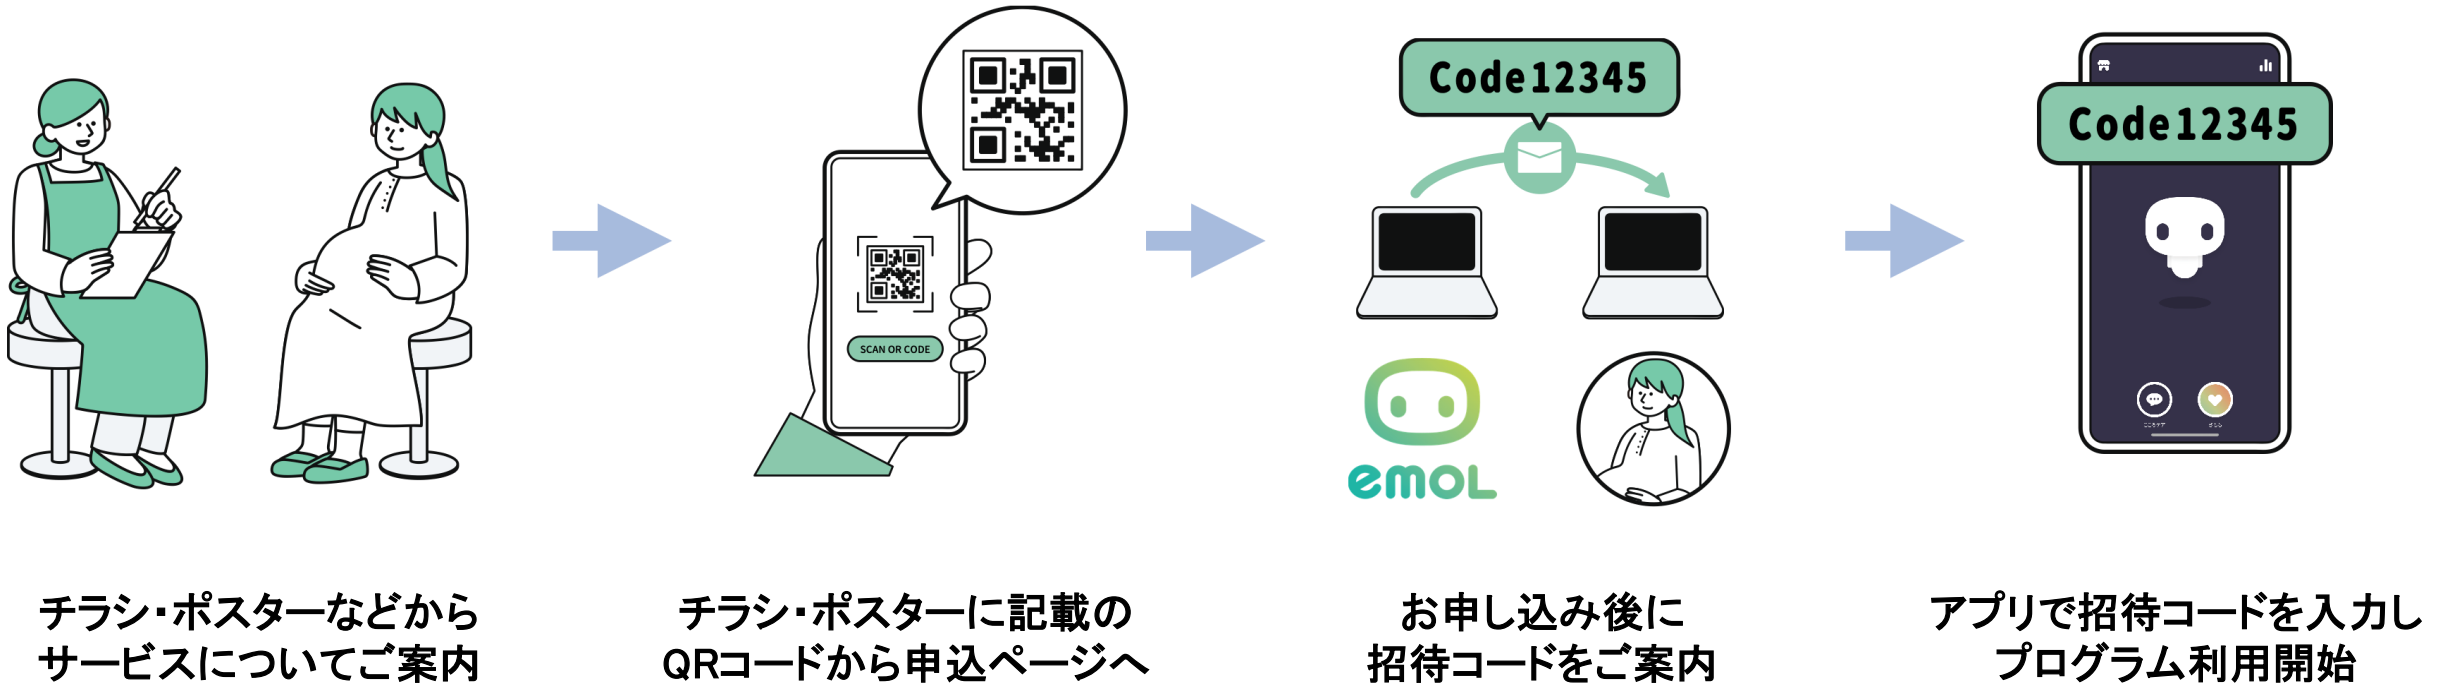 Code12345
Code12345
SCAN OR CODE
emoL
チラシ・ポスターなどから
サービスについてご案内
チラシ・ポスターに記載の
QRコードから申込ページへ
お申し込み後に
招待コードをご案内
アプリで招待コードを入力し
プログラム利用開始